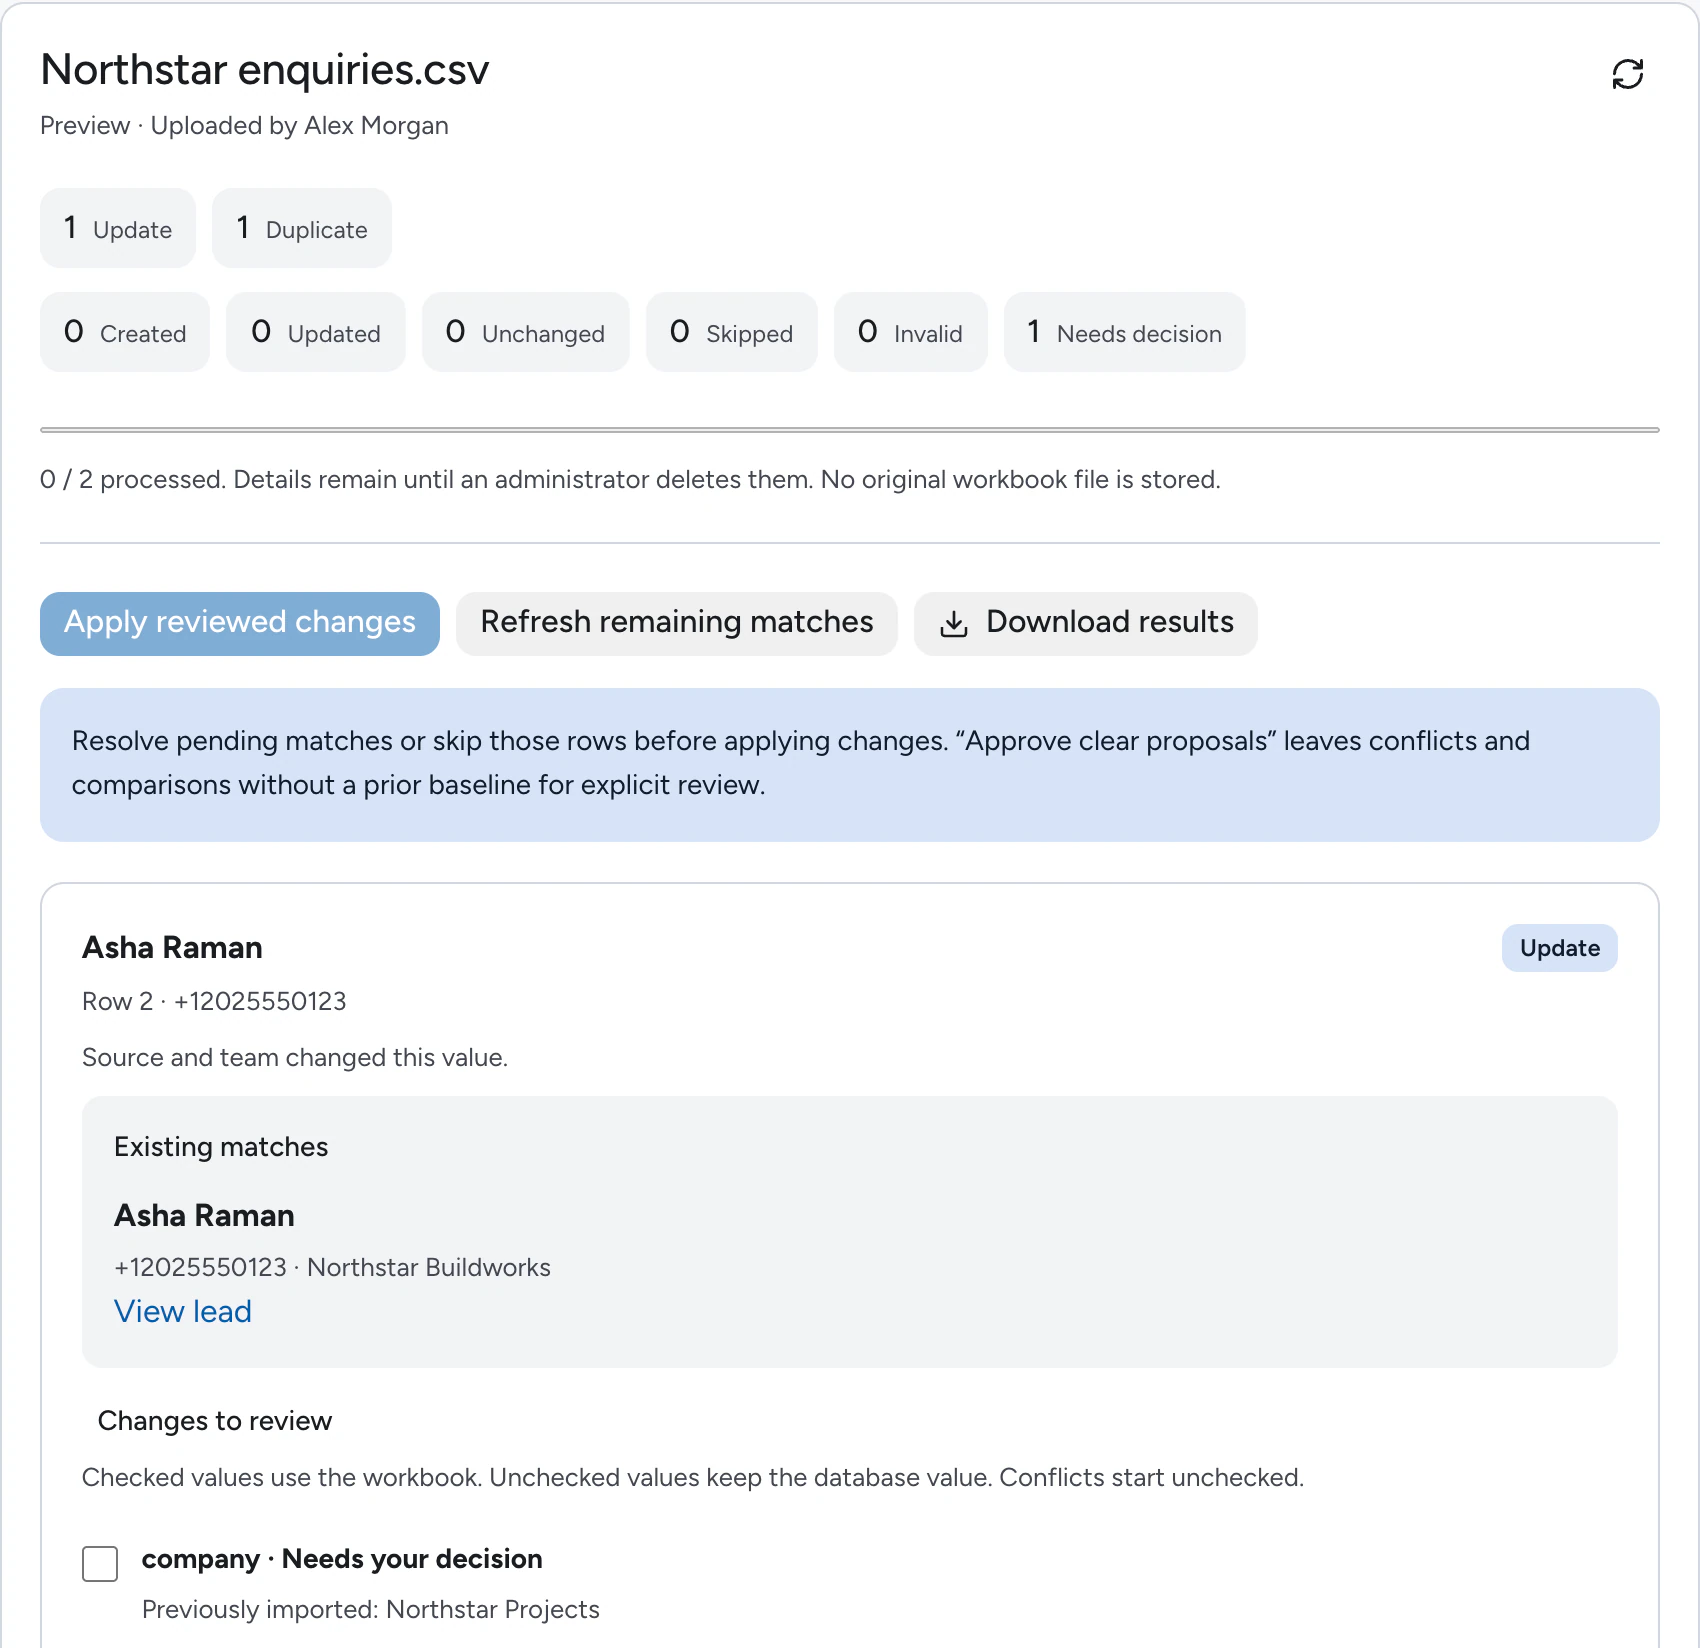 Northstar enquiries.csv
Preview · Uploaded by Alex Morgan
1 Update
1 Duplicate
0 Created
0 Updated
0 Unchanged
0 Skipped
0 Invalid
1 Needs decision
0 / 2 processed. Details remain until an administrator deletes them. No original workbook file is stored.
Apply reviewed changes
Refresh remaining matches
Download results
Resolve pending matches or skip those rows before applying changes. “Approve clear proposals” leaves conflicts and
comparisons without a prior baseline for explicit review.
Asha Raman
Update
Row 2 · +12025550123
Source and team changed this value.
Existing matches
Asha Raman
+12025550123 · Northstar Buildworks
View lead
Changes to review
Checked values use the workbook. Unchecked values keep the database value. Conflicts start unchecked.
company · Needs your decision
Previously imported: Northstar Projects